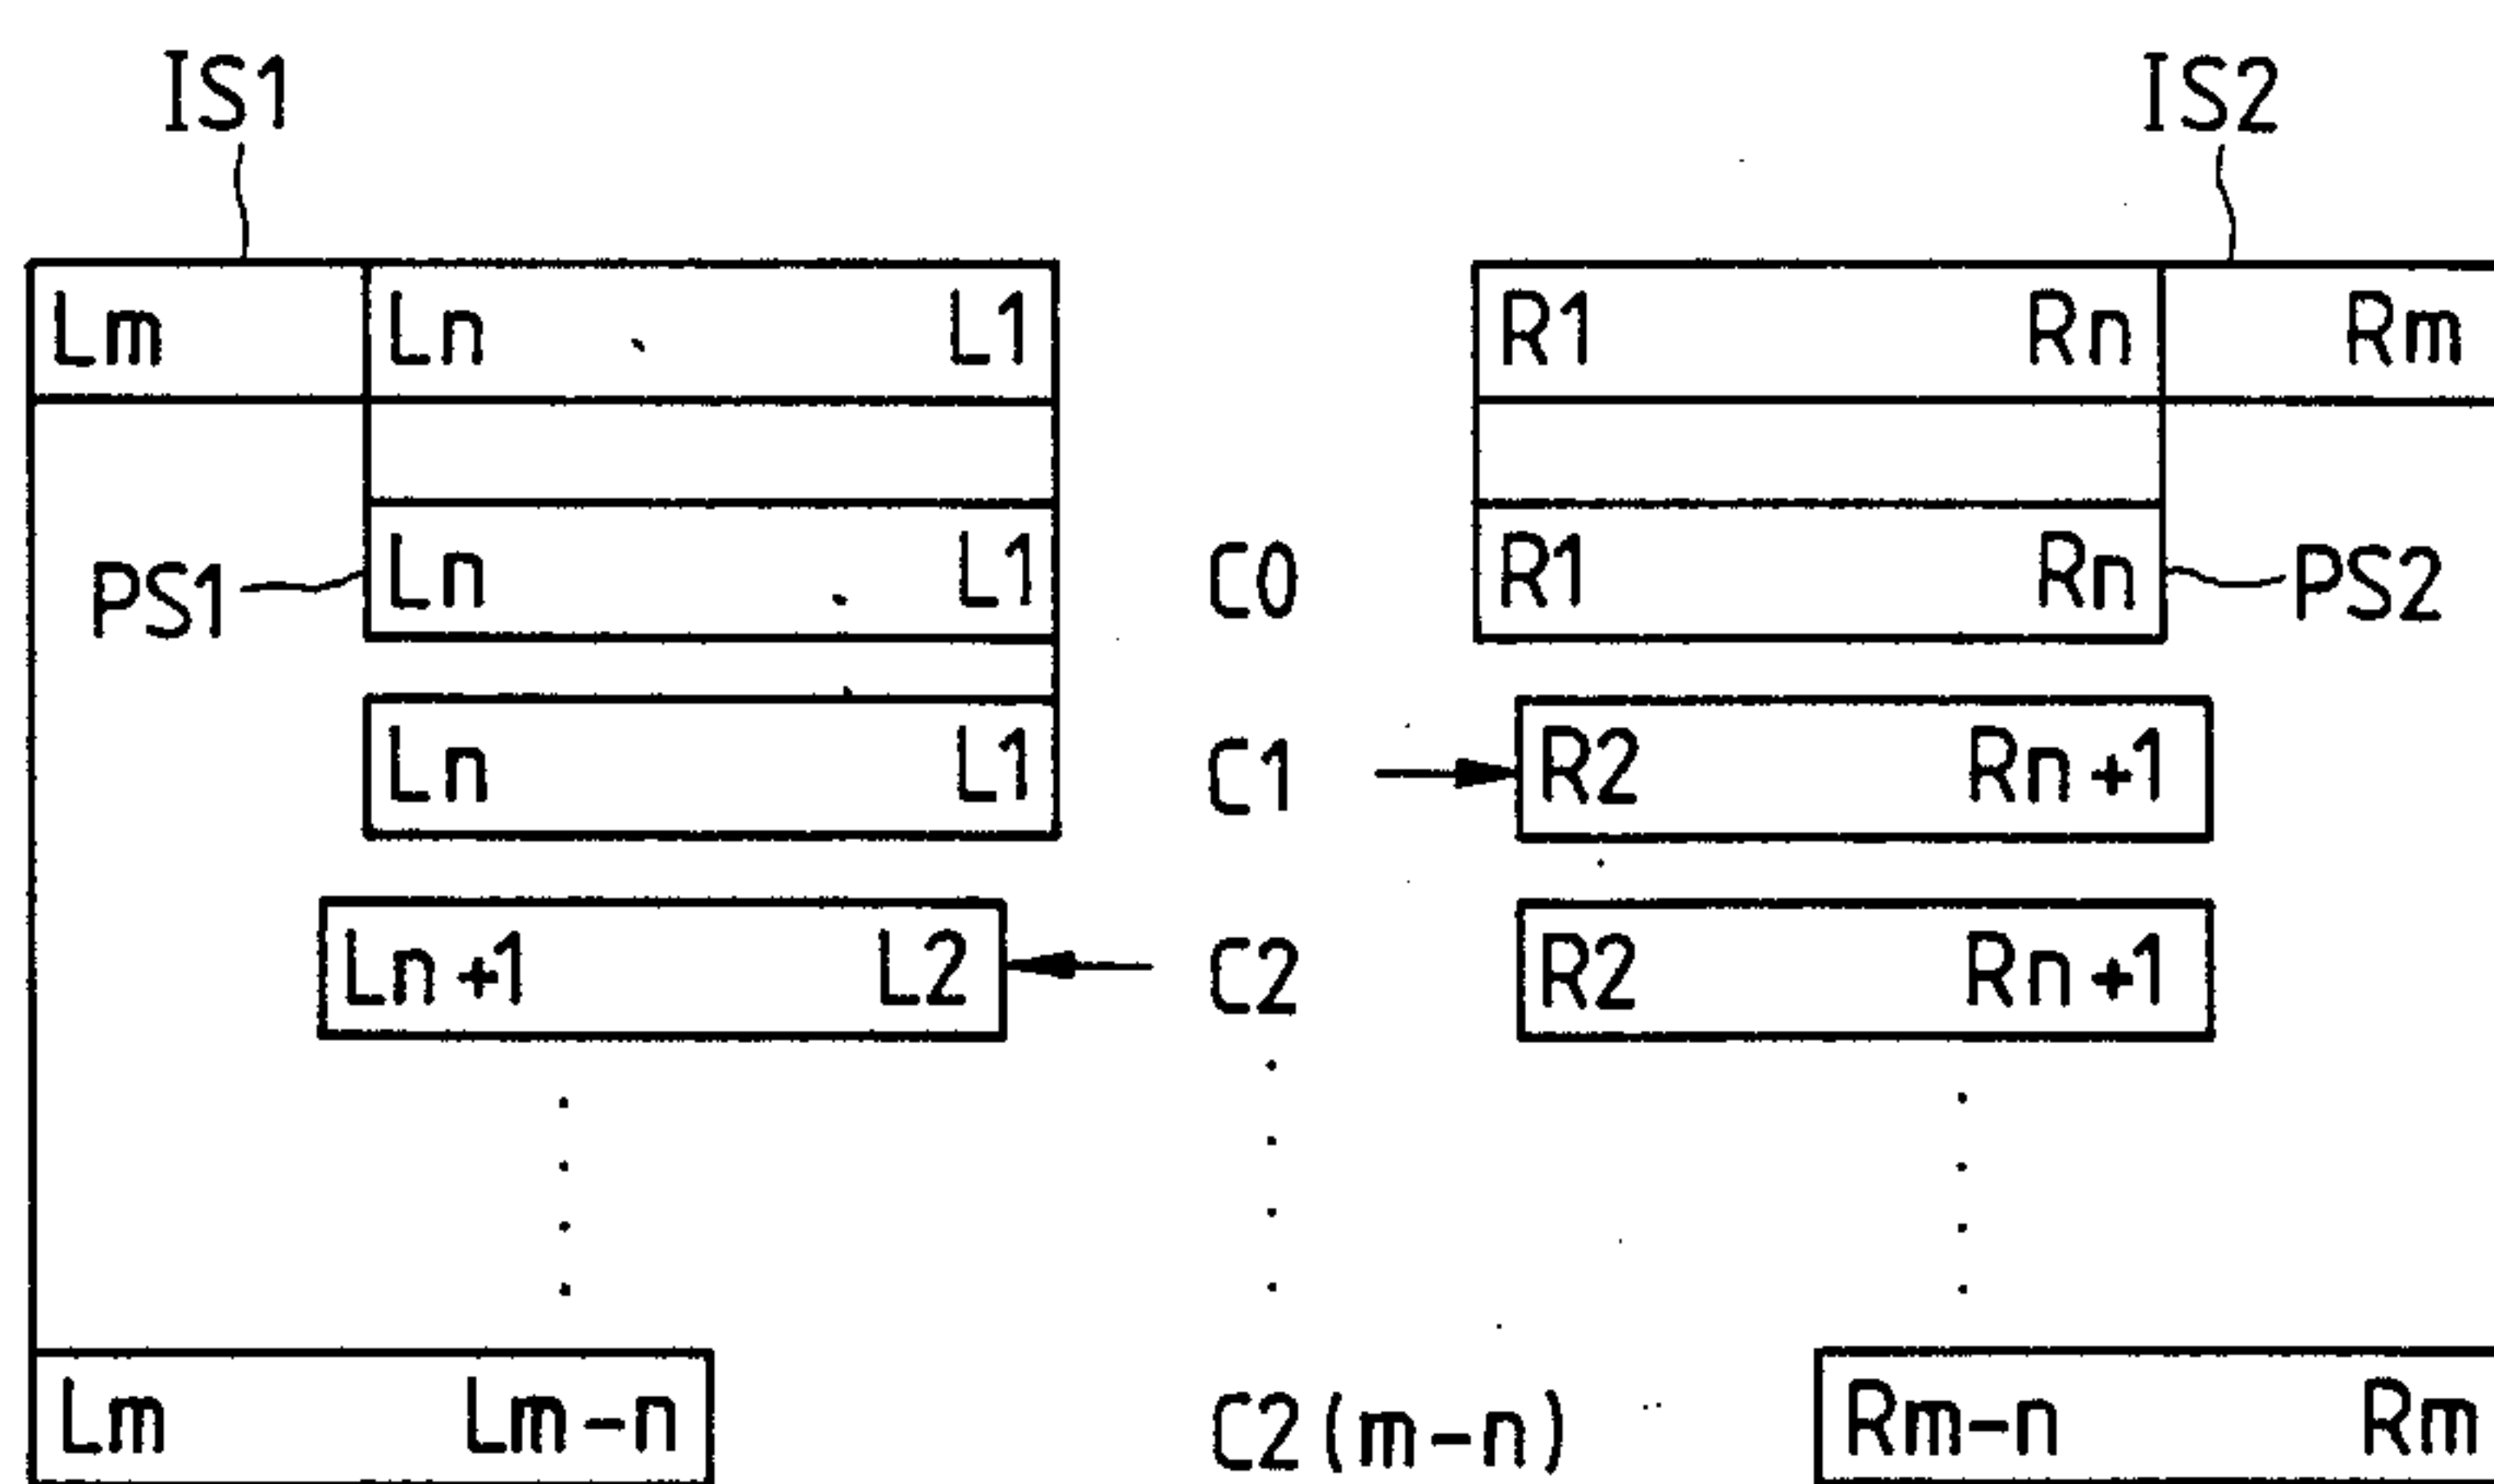 IS1 IS2
Lm Ln L1 R1 Rn Rm
PS1 Ln L1 C0 R1 Rn PS2
Ln L1 C1 R2 Rn+1
Ln+1 L2 C2 R2 Rn+1
Lm Lm-n C2(m-n) Rm-n Rm